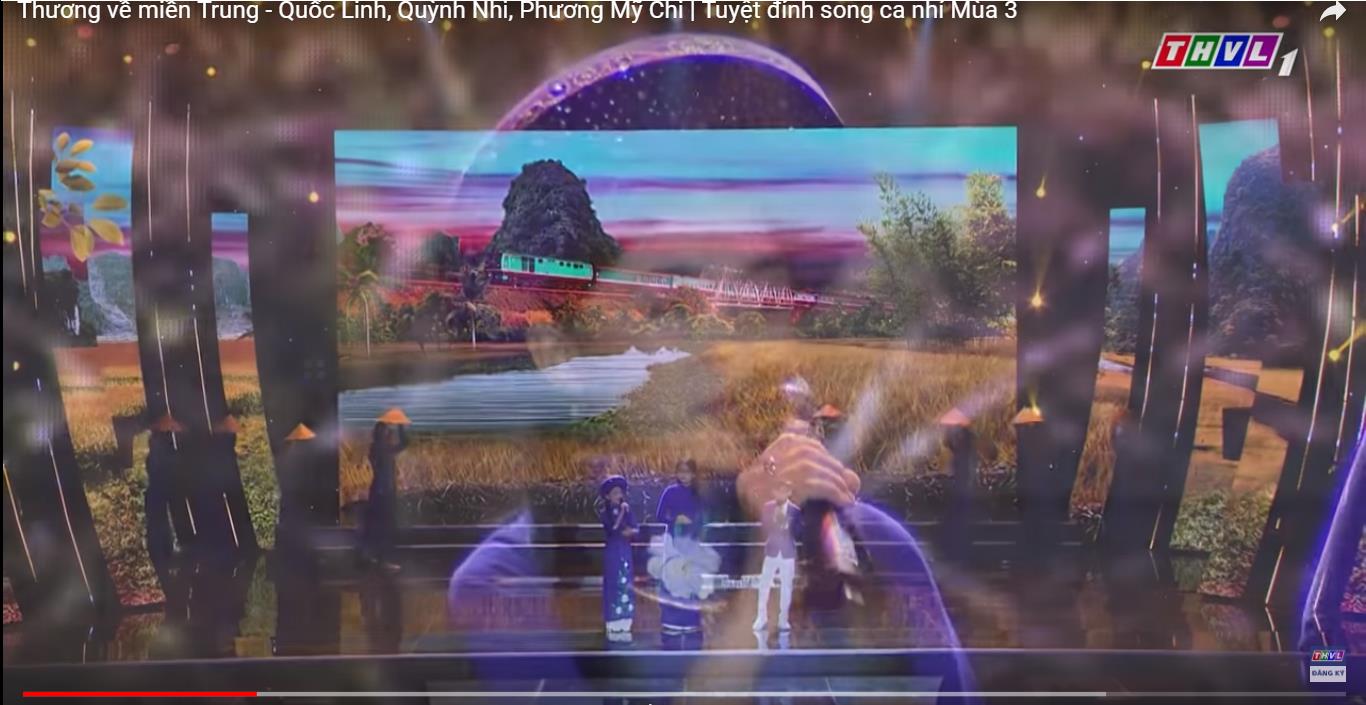 Thương về miền Trung - Quốc Linh, Quỳnh Nhi, Phương Mỹ Chi | Tuyệt đỉnh song ca nhí Mùa 3
THVL1
THVL
ĐĂNG KÝ